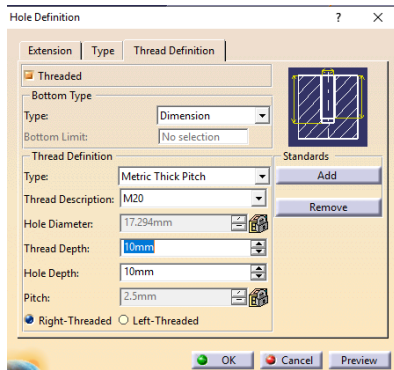 Hole Definition ? X
Extension Type Thread Definition
Threaded
Bottom Type
Type: Dimension
Bottom Limit: No selection
Thread Definition Standards
Type: Metric Thick Pitch Add
Thread Description: M20
Remove
Hole Diameter: 17.294mm
Thread Depth: 10mm
Hole Depth: 10mm
Pitch: 2.5mm
Right-Threaded Left-Threaded
OK Cancel Preview